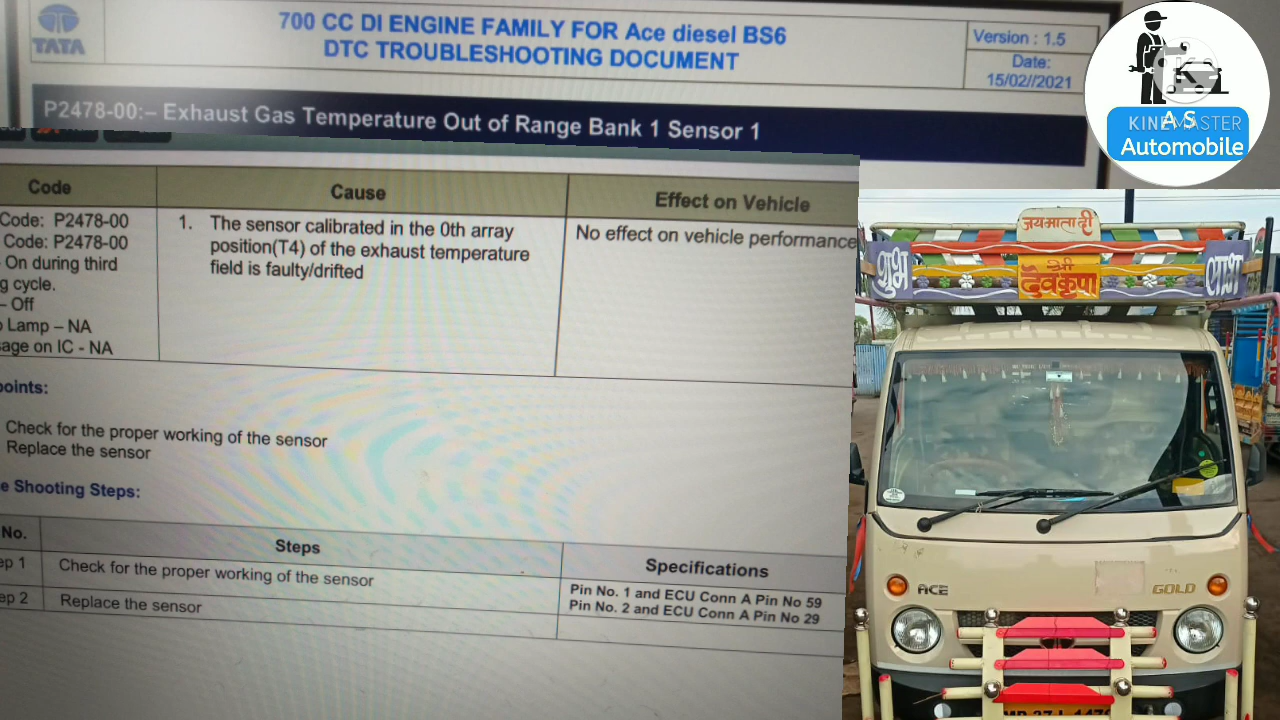 TATA
700 CC DI ENGINE FAMILY FOR Ace diesel BS6
DTC TROUBLESHOOTING DOCUMENT
Version : 1.5
Date:
15/02//2021
P2478-00:– Exhaust Gas Temperature Out of Range Bank 1 Sensor 1
KINEMASTER
A S
Automobile
Code
Cause
Effect on Vehicle
Code: P2478-00
Code: P2478-00
On during third
g cycle.
– Off
Lamp – NA
sage on IC - NA
1. The sensor calibrated in the 0th array
position(T4) of the exhaust temperature
field is faulty/drifted
No effect on vehicle performance
points:
Check for the proper working of the sensor
Replace the sensor
e Shooting Steps:
No.
Steps
Specifications
ep 1
Check for the proper working of the sensor
Pin No. 1 and ECU Conn A Pin No 59
Pin No. 2 and ECU Conn A Pin No 29
ep 2
Replace the sensor
जय माता दी
शुभ
श्री
देवकृपा
लाभ
ACE
GOLD